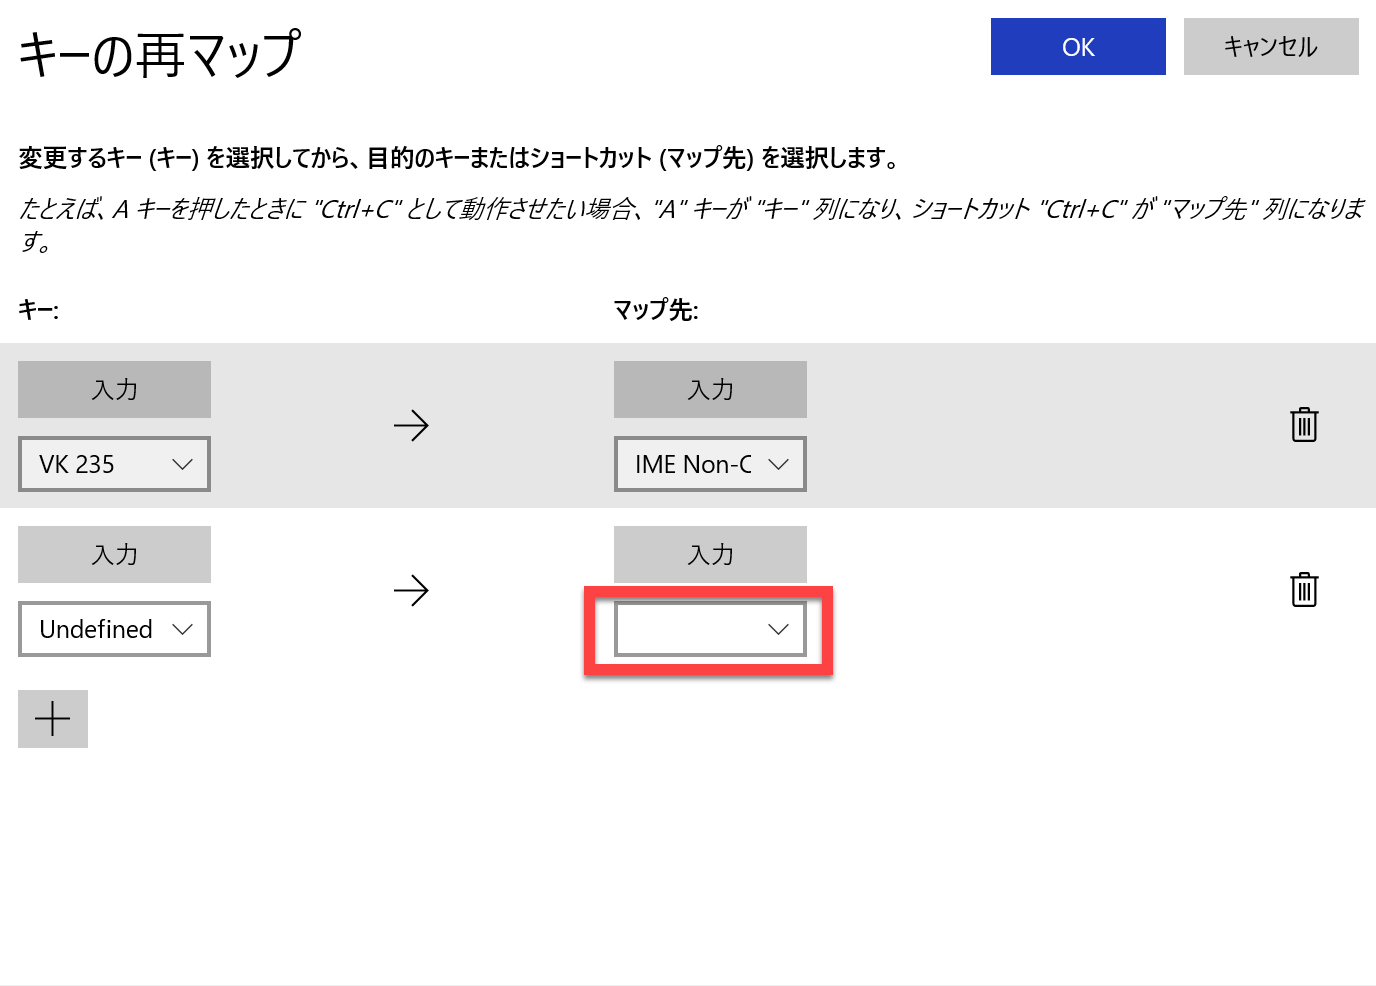 キーの再マップ
OK
キャンセル
変更するキー (キー) を選択してから、目的のキーまたはショートカット (マップ先) を選択します。
たとえば、A キーを押したときに "Ctrl+C" として動作させたい場合、"A" キーが "キー" 列になり、ショートカット "Ctrl+C" が "マップ先" 列になりま
す。
キー:
マップ先:
入力
入力
VK 235
IME Non-C
入力
入力
Undefined